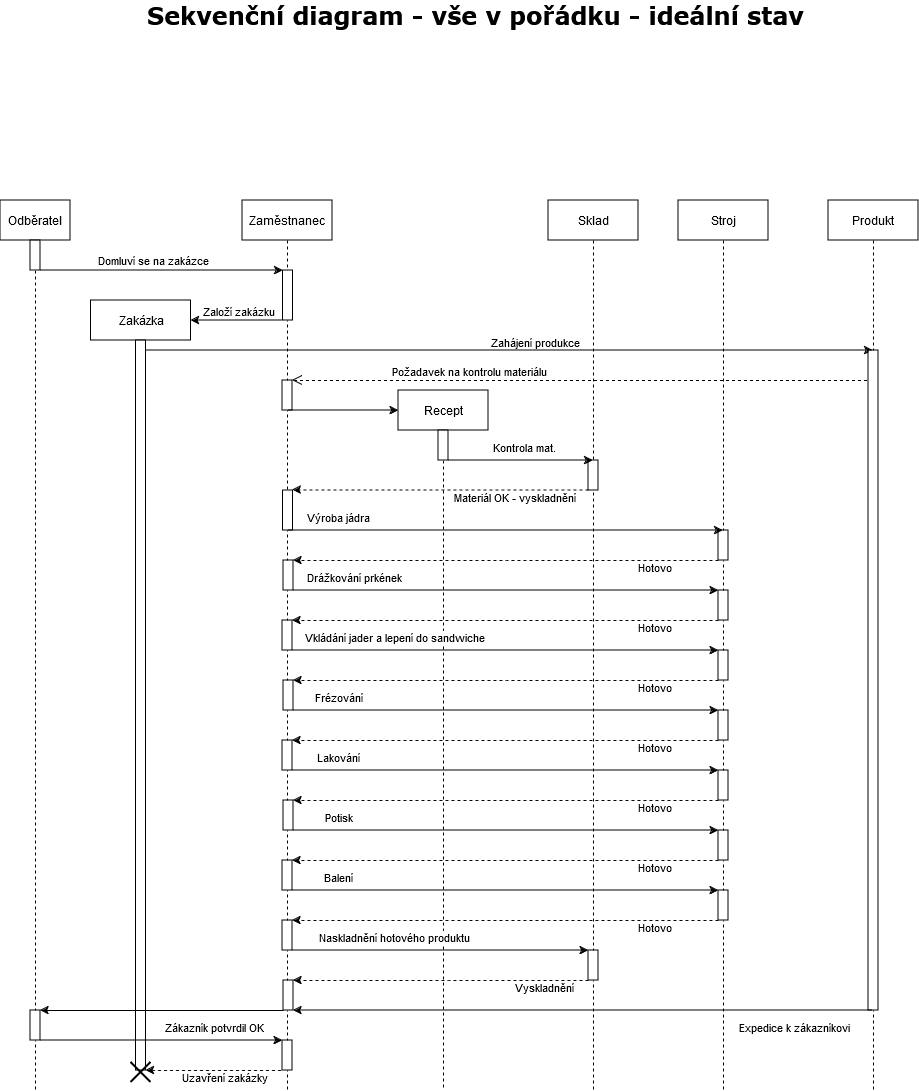 Sekvenční diagram - vše v pořádku - ideální stav
Odběratel
Zaměstnanec
Sklad
Stroj
Produkt
Domluví se na zakázce
Založí zakázku
Zakázka
Zahájení produkce
Požadavek na kontrolu materiálu
Recept
Kontrola mat.
Materiál OK - vyskladnění
Výroba jádra
Hotovo
Drážkování prkének
Hotovo
Vkládání jader a lepení do sandwiche
Hotovo
Frézování
Hotovo
Lakování
Hotovo
Potisk
Hotovo
Balení
Hotovo
Naskladnění hotového produktu
Vyskladnění
Zákazník potvrdil OK
Expedice k zákazníkovi
Uzavření zakázky